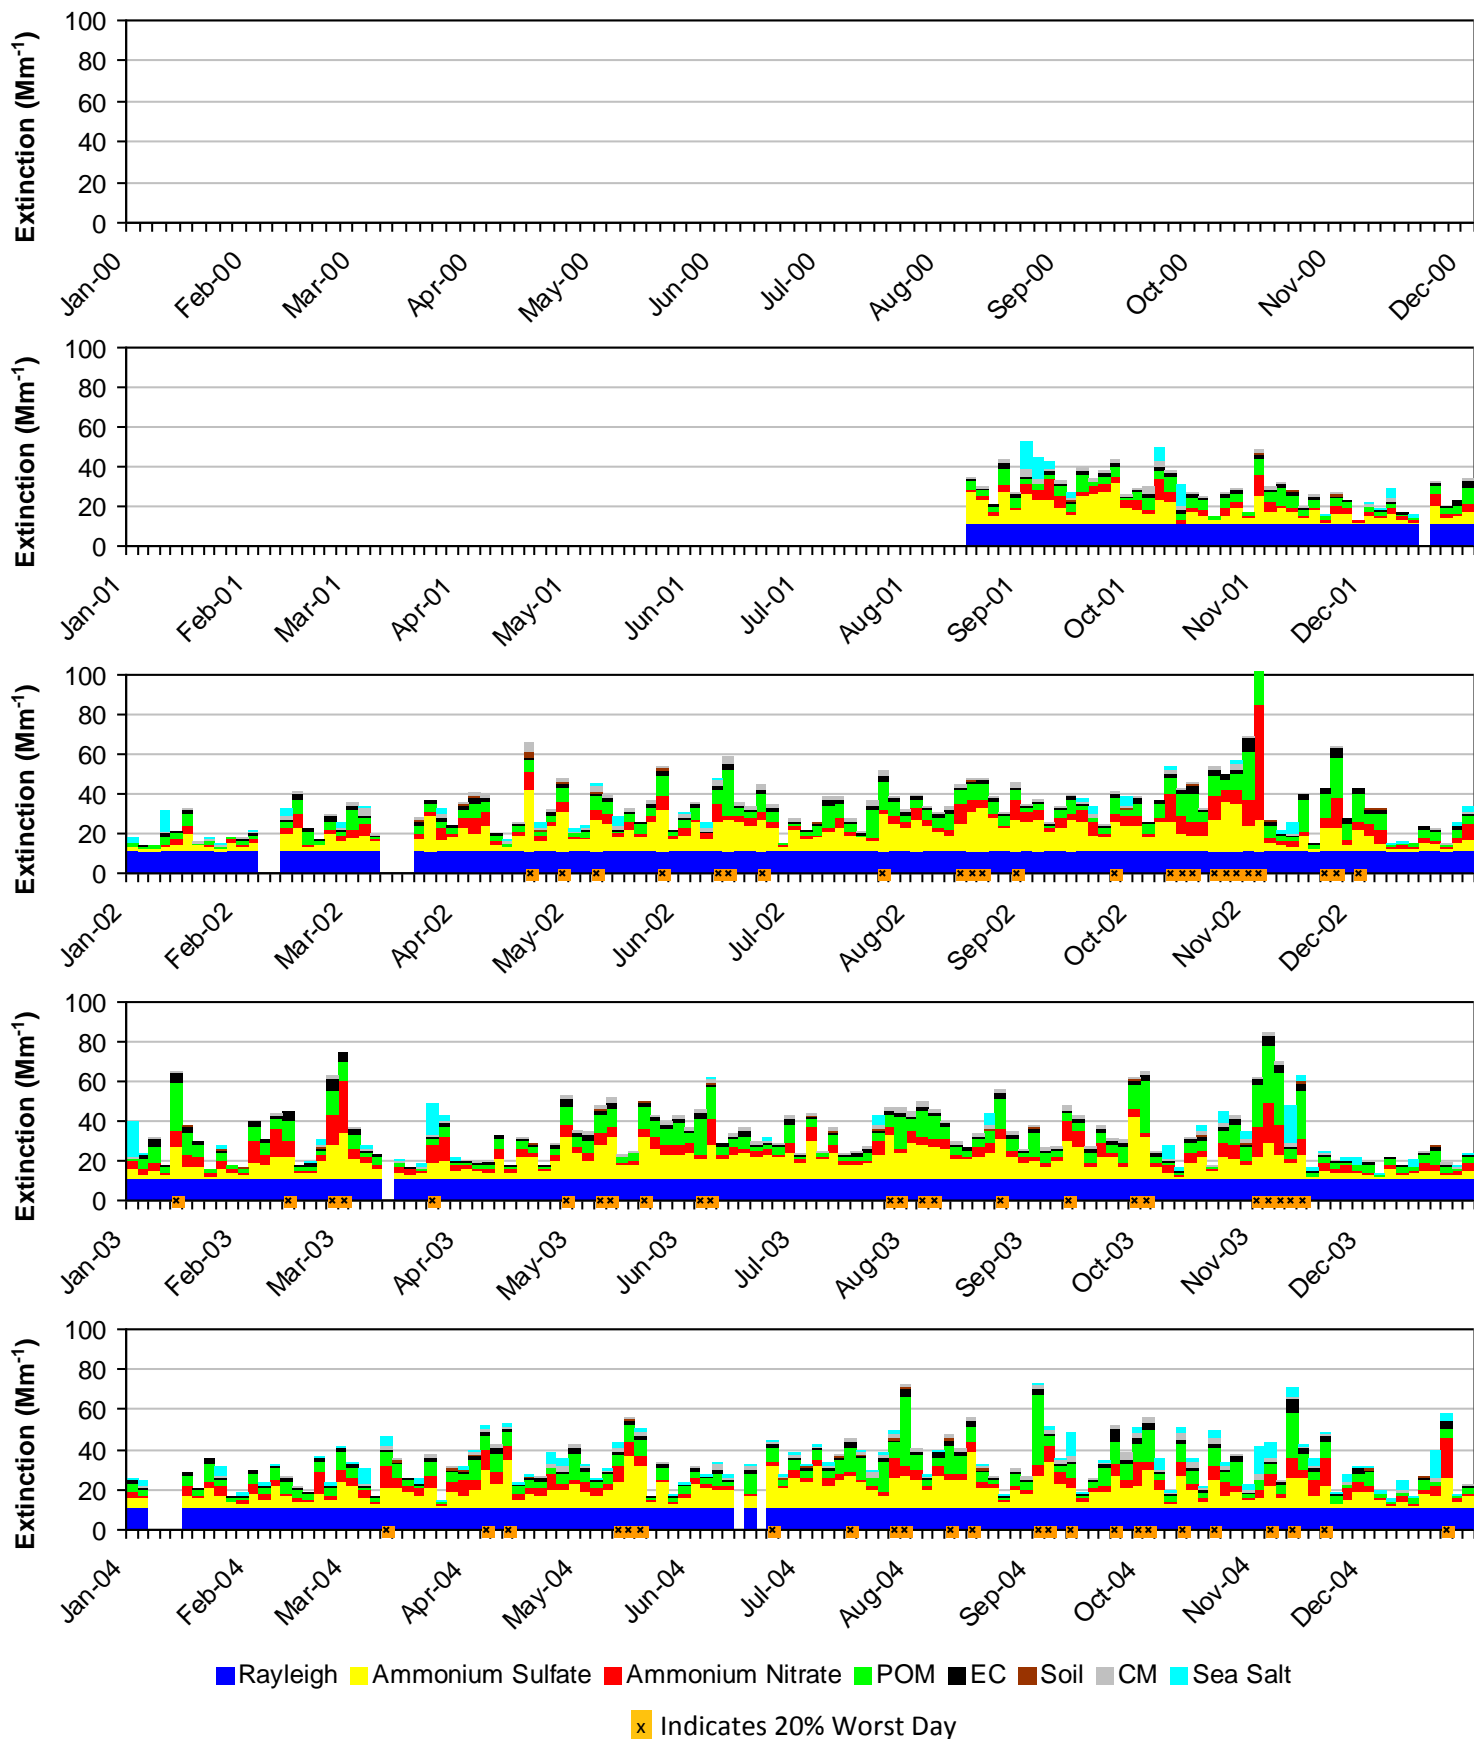 Extinction (Mm-1)
100
80
60
40
20
0
Jan-00 Feb-00 Mar-00 Apr-00 May-00 Jun-00 Jul-00 Aug-00 Sep-00 Oct-00 Nov-00 Dec-00
Extinction (Mm-1)
100
80
60
40
20
0
Jan-01 Feb-01 Mar-01 Apr-01 May-01 Jun-01 Jul-01 Aug-01 Sep-01 Oct-01 Nov-01 Dec-01
Extinction (Mm-1)
100
80
60
40
20
0
Jan-02 Feb-02 Mar-02 Apr-02 May-02 Jun-02 Jul-02 Aug-02 Sep-02 Oct-02 Nov-02 Dec-02
Extinction (Mm-1)
100
80
60
40
20
0
Jan-03 Feb-03 Mar-03 Apr-03 May-03 Jun-03 Jul-03 Aug-03 Sep-03 Oct-03 Nov-03 Dec-03
Extinction (Mm-1)
100
80
60
40
20
0
Jan-04 Feb-04 Mar-04 Apr-04 May-04 Jun-04 Jul-04 Aug-04 Sep-04 Oct-04 Nov-04 Dec-04
Rayleigh Ammonium Sulfate Ammonium Nitrate POM EC Soil CM Sea Salt
x Indicates 20% Worst Day